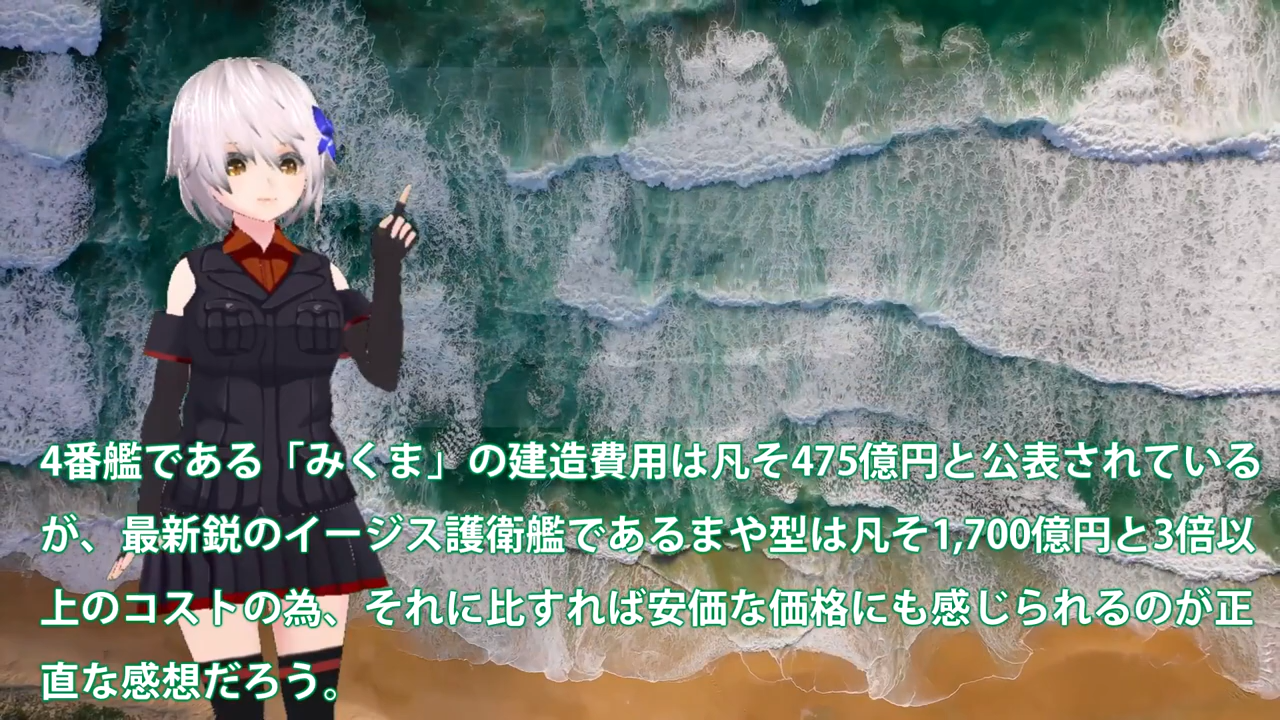 4番艦である「みくま」の建造費用は凡そ475億円と公表されている
が、最新鋭のイージス護衛艦であるまや型は凡そ1,700億円と3倍以
上のコストの為、それに比すれば安価な価格にも感じられるのが正
直な感想だろう。